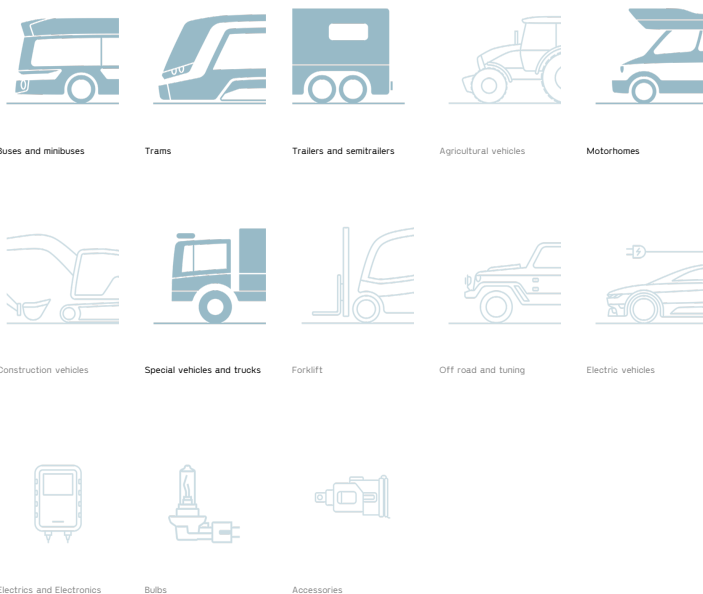 Buses and minibuses
Trams
Trailers and semitrailers
Agricultural vehicles
Motorhomes
Construction vehicles
Special vehicles and trucks
Forklift
Off road and tuning
Electric vehicles
Electrics and Electronics
Bulbs
Accessories